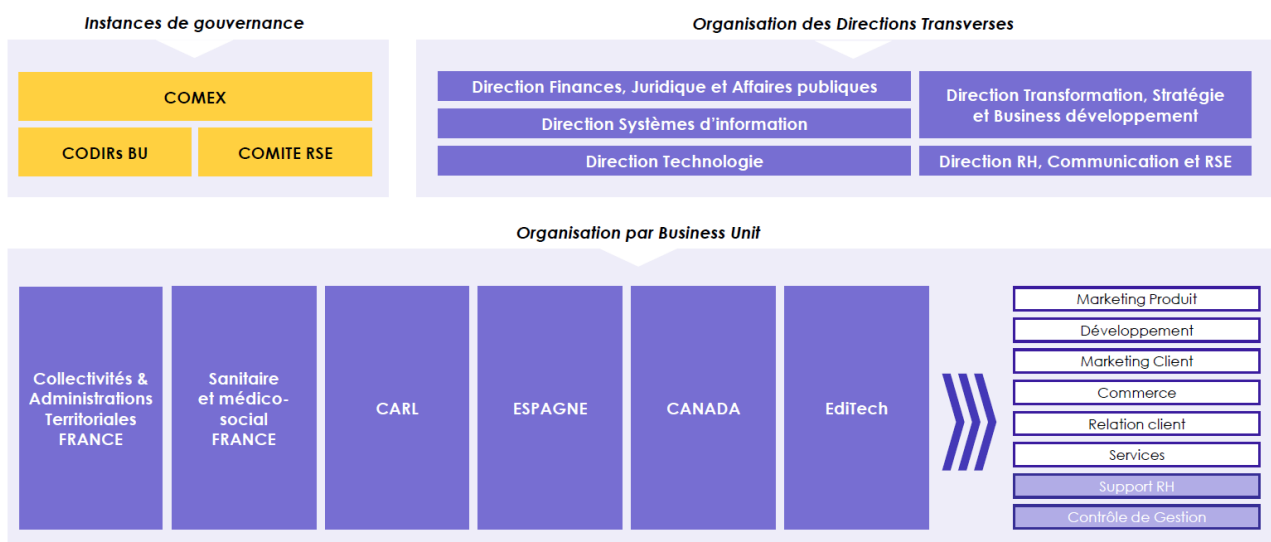 Instances de gouvernance
COMEX
CODIRs BU
COMITE RSE
Organisation des Directions Transverses
Direction Finances, Juridique et Affaires publiques
Direction Systèmes d’information
Direction Technologie
Direction Transformation, Stratégie
et Business développement
Direction RH, Communication et RSE
Organisation par Business Unit
Collectivités &
Administrations
Territoriales
FRANCE
Sanitaire
et médico-
social
FRANCE
CARL
ESPAGNE
CANADA
EdiTech
Marketing Produit
Développement
Marketing Client
Commerce
Relation client
Services
Support RH
Contrôle de Gestion